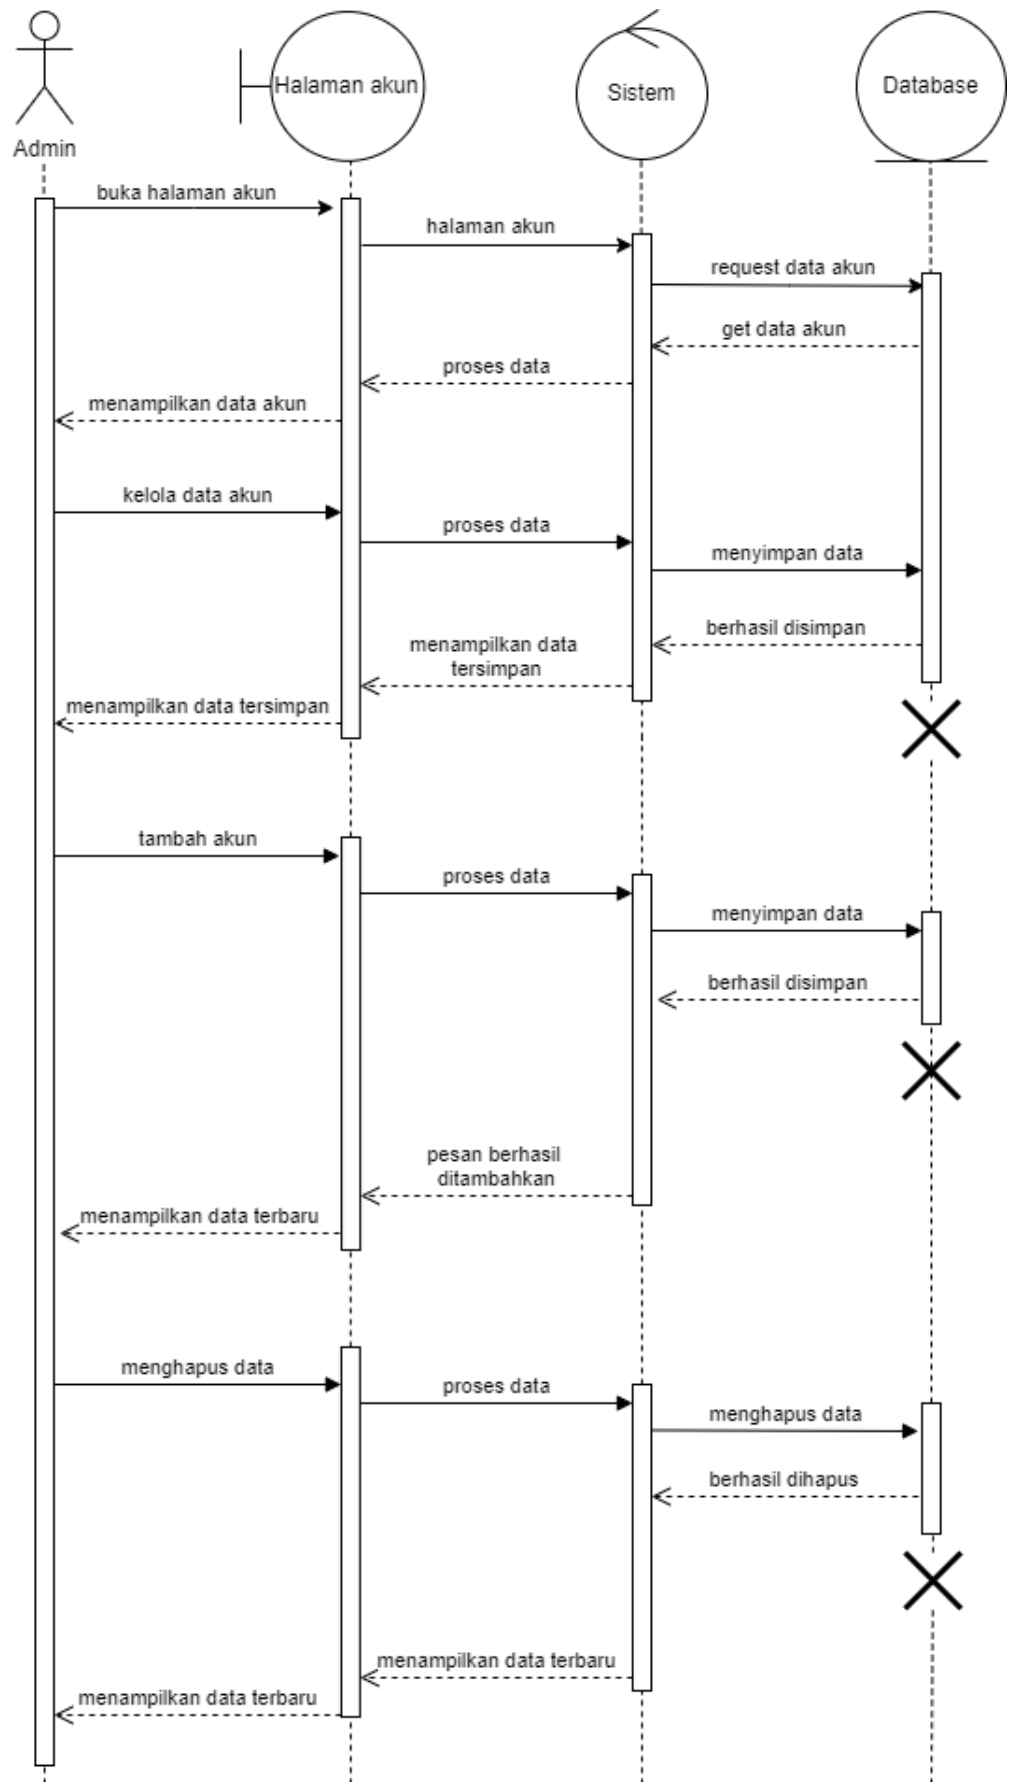 Halaman akun
Sistem
Database
Admin
buka halaman akun
halaman akun
request data akun
get data akun
proses data
menampilkan data akun
kelola data akun
proses data
menyimpan data
berhasil disimpan
menampilkan data
tersimpan
menampilkan data tersimpan
tambah akun
proses data
menyimpan data
berhasil disimpan
pesan berhasil
ditambahkan
menampilkan data terbaru
menghapus data
proses data
menghapus data
berhasil dihapus
menampilkan data terbaru
menampilkan data terbaru